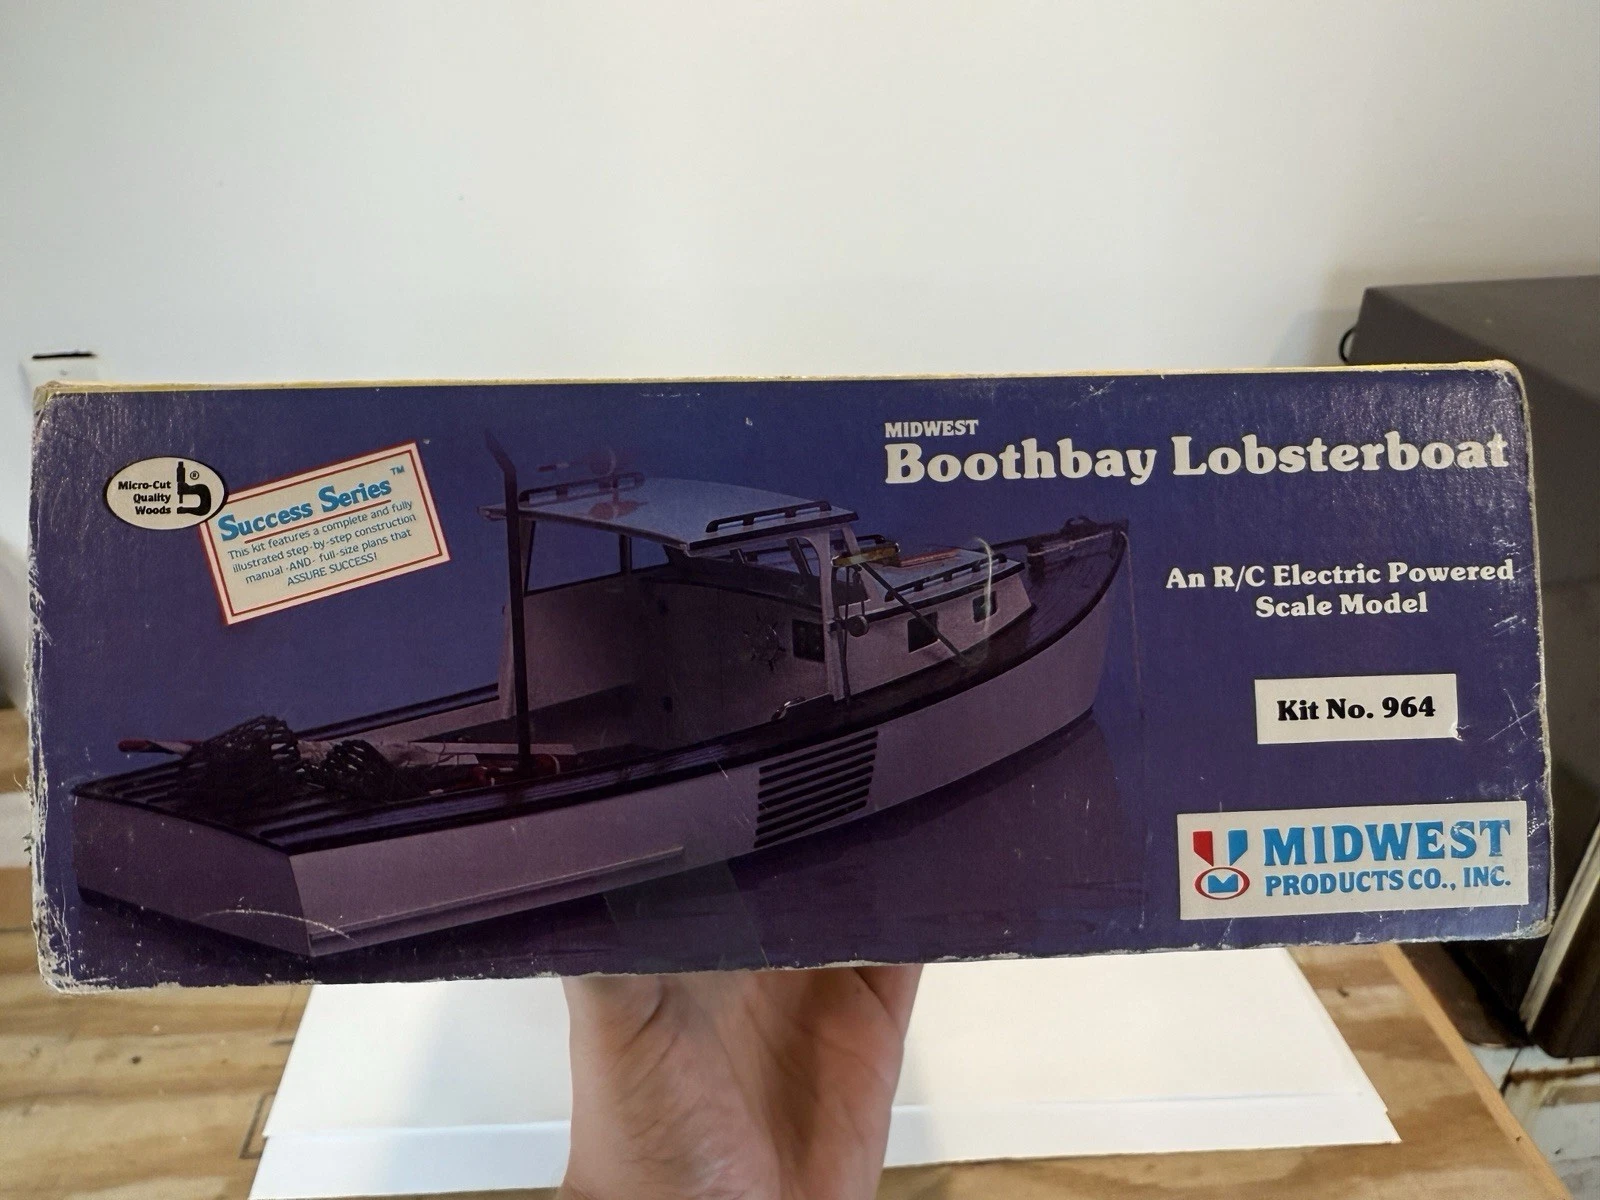 Micro-Cut
Quality
Woods
®
Success Series™
This kit features a complete and fully
illustrated step-by-step construction
manual -AND- full-size plans that
ASSURE SUCCESS!
MIDWEST
Boothbay Lobsterboat
An R/C Electric Powered
Scale Model
Kit No. 964
MIDWEST
PRODUCTS CO., INC.